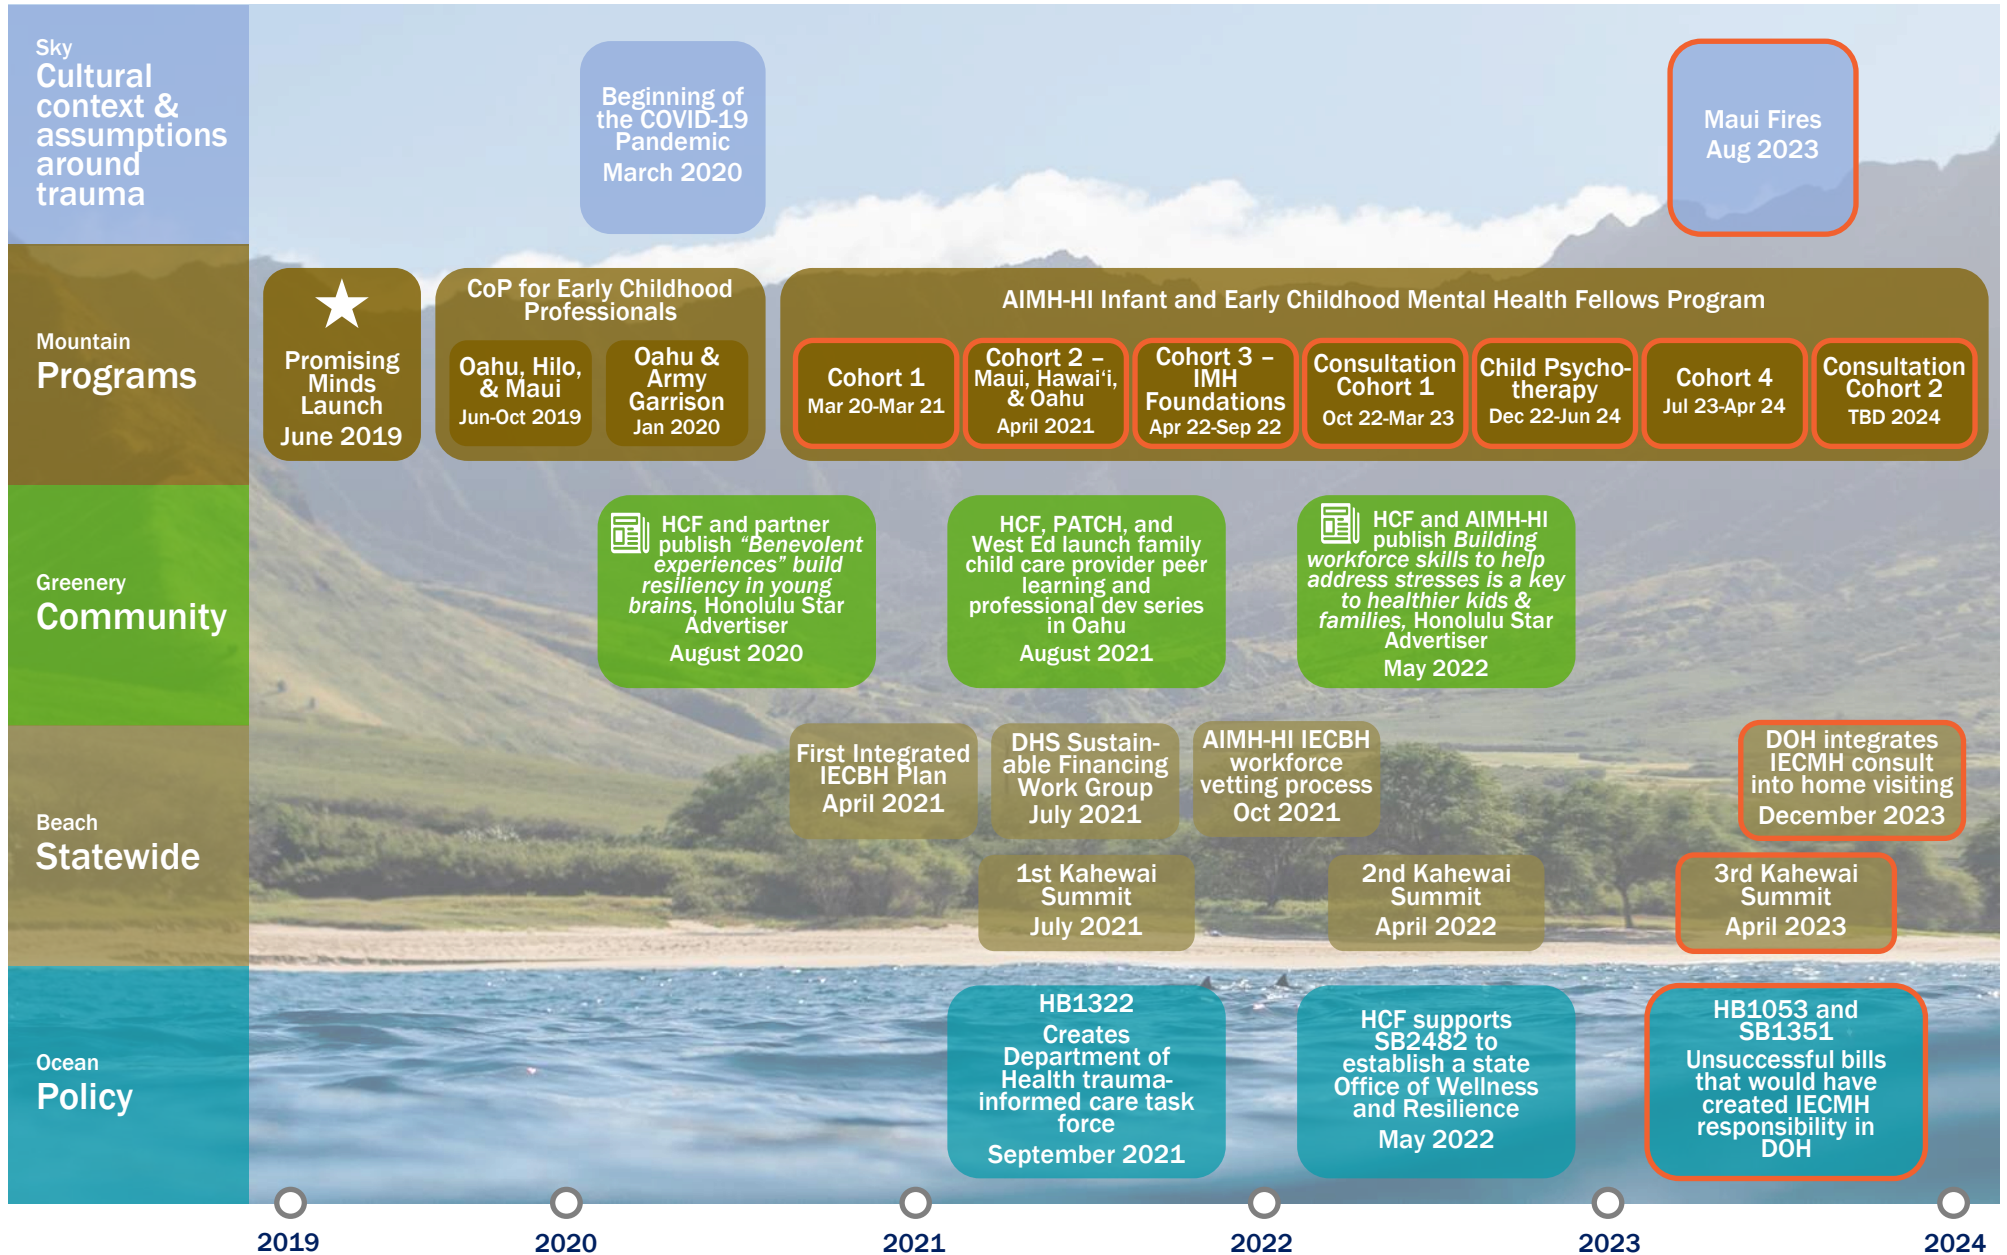 Sky
Cultural
context &
assumptions
around
trauma
Beginning of
the COVID-19
Pandemic
March 2020
Maui Fires
Aug 2023
Mountain
Programs
Promising
Minds
Launch
June 2019
CoP for Early Childhood
Professionals
Oahu, Hilo,
& Maui
Jun-Oct 2019
Oahu &
Army
Garrison
Jan 2020
AIMH-HI Infant and Early Childhood Mental Health Fellows Program
Cohort 1
Mar 20-Mar 21
Cohort 2 –
Maui, Hawaiʻi,
& Oahu
April 2021
Cohort 3 –
IMH
Foundations
Apr 22-Sep 22
Consultation
Cohort 1
Oct 22-Mar 23
Child Psycho-
therapy
Dec 22-Jun 24
Cohort 4
Jul 23-Apr 24
Consultation
Cohort 2
TBD 2024
Greenery
Community
HCF and partner
publish “Benevolent
experiences” build
resiliency in young
brains, Honolulu Star
Advertiser
August 2020
HCF, PATCH, and
West Ed launch family
child care provider peer
learning and
professional dev series
in Oahu
August 2021
HCF and AIMH-HI
publish Building
workforce skills to help
address stresses is a key
to healthier kids &
families, Honolulu Star
Advertiser
May 2022
Beach
Statewide
First Integrated
IECBH Plan
April 2021
DHS Sustain-
able Financing
Work Group
July 2021
AIMH-HI IECBH
workforce
vetting process
Oct 2021
DOH integrates
IECMH consult
into home visiting
December 2023
1st Kahewai
Summit
July 2021
2nd Kahewai
Summit
April 2022
3rd Kahewai
Summit
April 2023
Ocean
Policy
HB1322
Creates
Department of
Health trauma-
informed care task
force
September 2021
HCF supports
SB2482 to
establish a state
Office of Wellness
and Resilience
May 2022
HB1053 and
SB1351
Unsuccessful bills
that would have
created IECMH
responsibility in
DOH
2019
2020
2021
2022
2023
2024